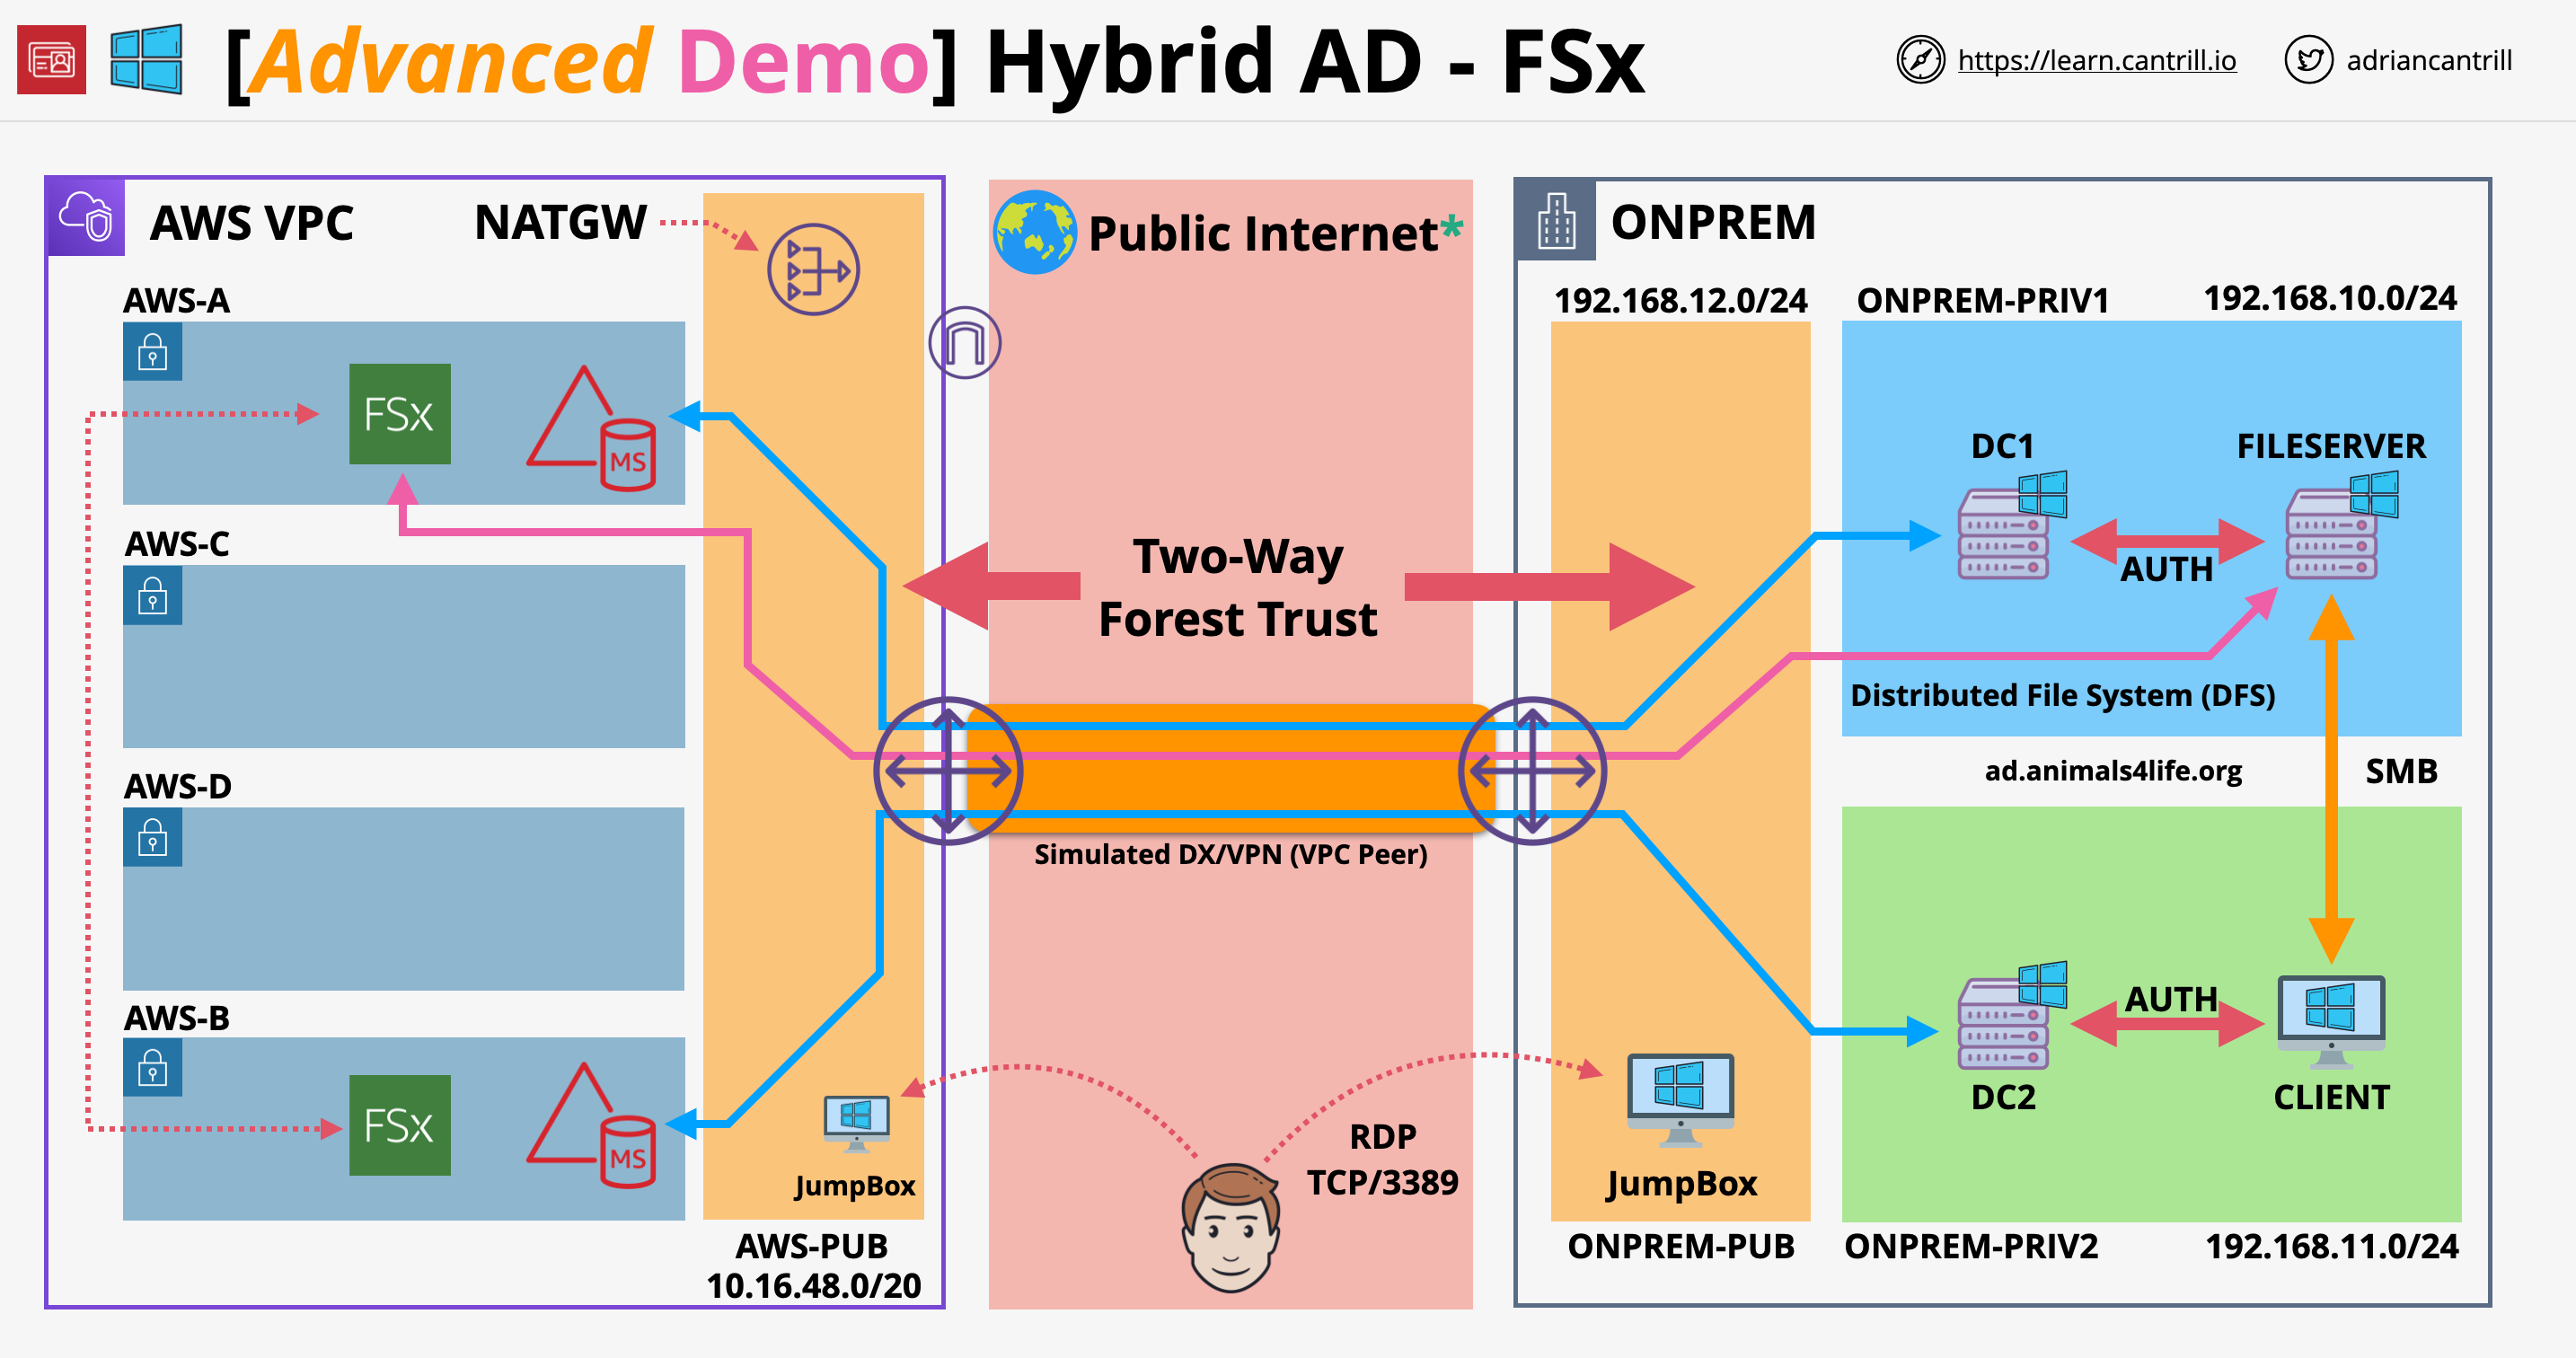 [Advanced Demo] Hybrid AD - FSx
https://learn.cantrill.io
adriancantrill
AWS VPC
NATGW
AWS-A
FSx
MS
AWS-C
AWS-D
AWS-B
FSx
MS
JumpBox
AWS-PUB
10.16.48.0/20
Public Internet*
Two-Way
Forest Trust
Simulated DX/VPN (VPC Peer)
RDP
TCP/3389
ONPREM
192.168.12.0/24
ONPREM-PRIV1
192.168.10.0/24
DC1
FILESERVER
AUTH
Distributed File System (DFS)
ad.animals4life.org
SMB
AUTH
DC2
CLIENT
JumpBox
ONPREM-PUB
ONPREM-PRIV2
192.168.11.0/24